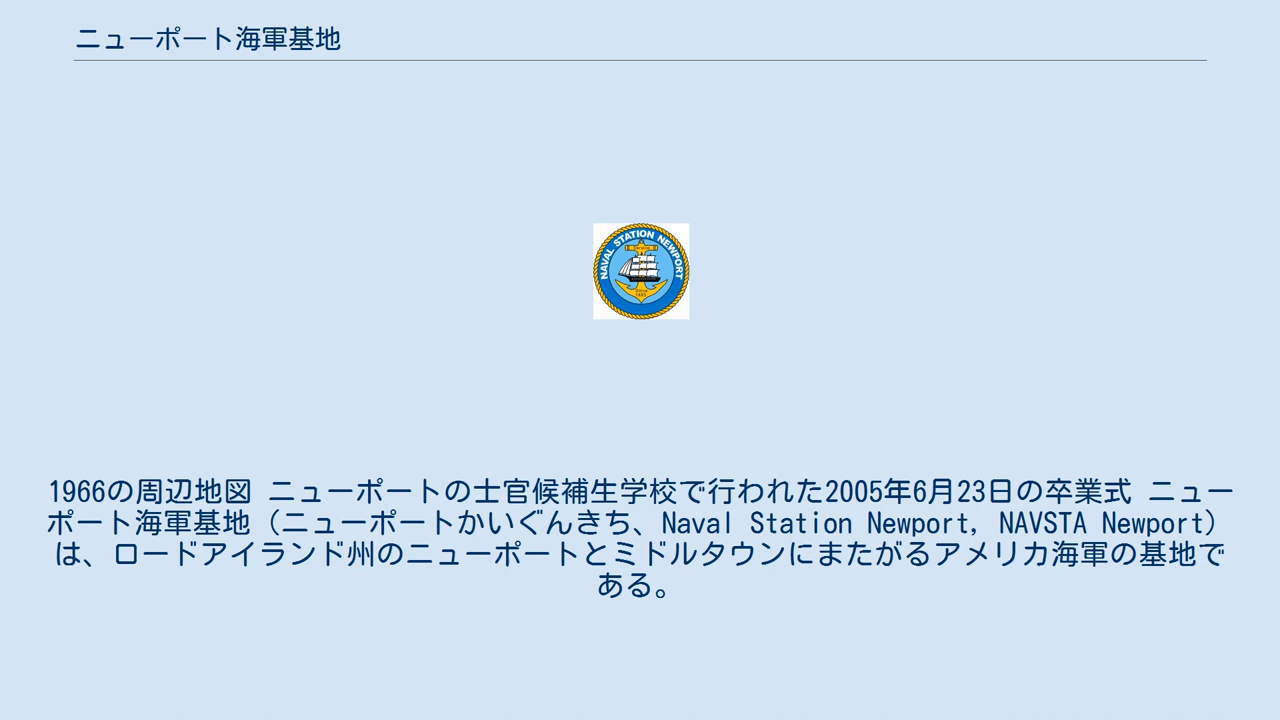 ニューポート海軍基地
NAVAL STATION NEWPORT
SINCE
1883
1966の周辺地図 ニューポートの士官候補生学校で行われた2005年6月23日の卒業式 ニュー
ポート海軍基地（ニューポートかいぐんきち、Naval Station Newport, NAVSTA Newport）
は、ロードアイランド州のニューポートとミドルタウンにまたがるアメリカ海軍の基地で
ある。